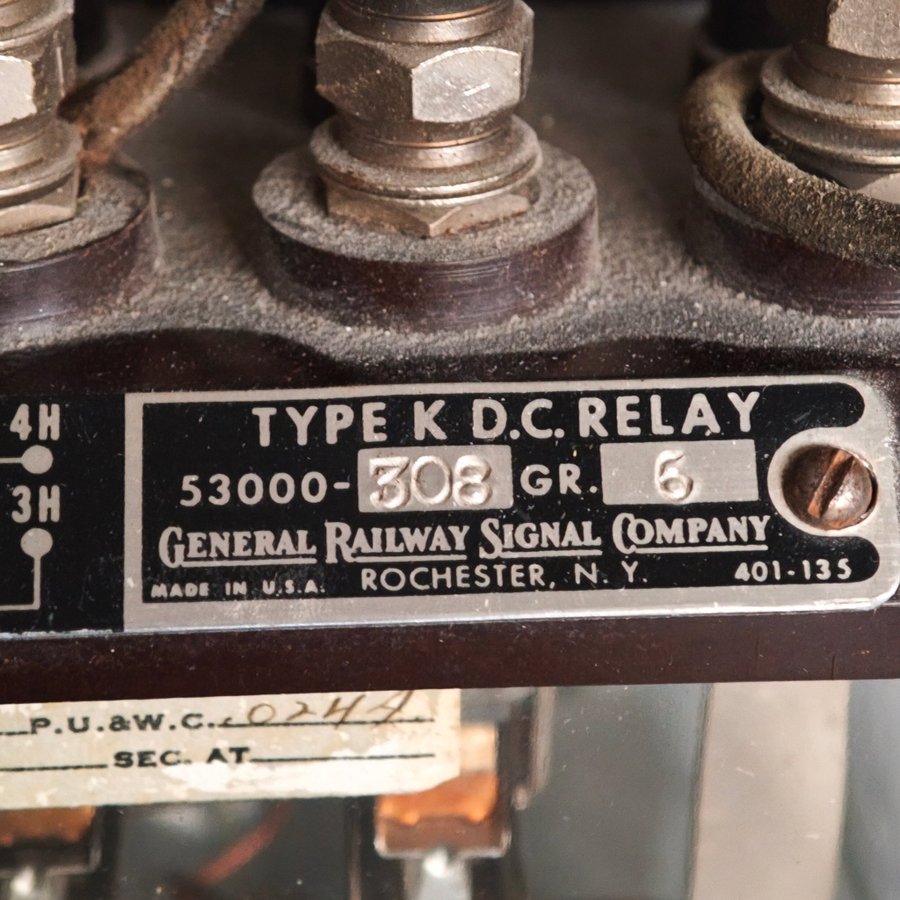 4H
3H
TYPE K D.C. RELAY
53000-308 GR. 6
GENERAL RAILWAY SIGNAL COMPANY
MADE IN U.S.A. ROCHESTER, N. Y. 401-135
P.U.&W.C. .0244
SEC. AT